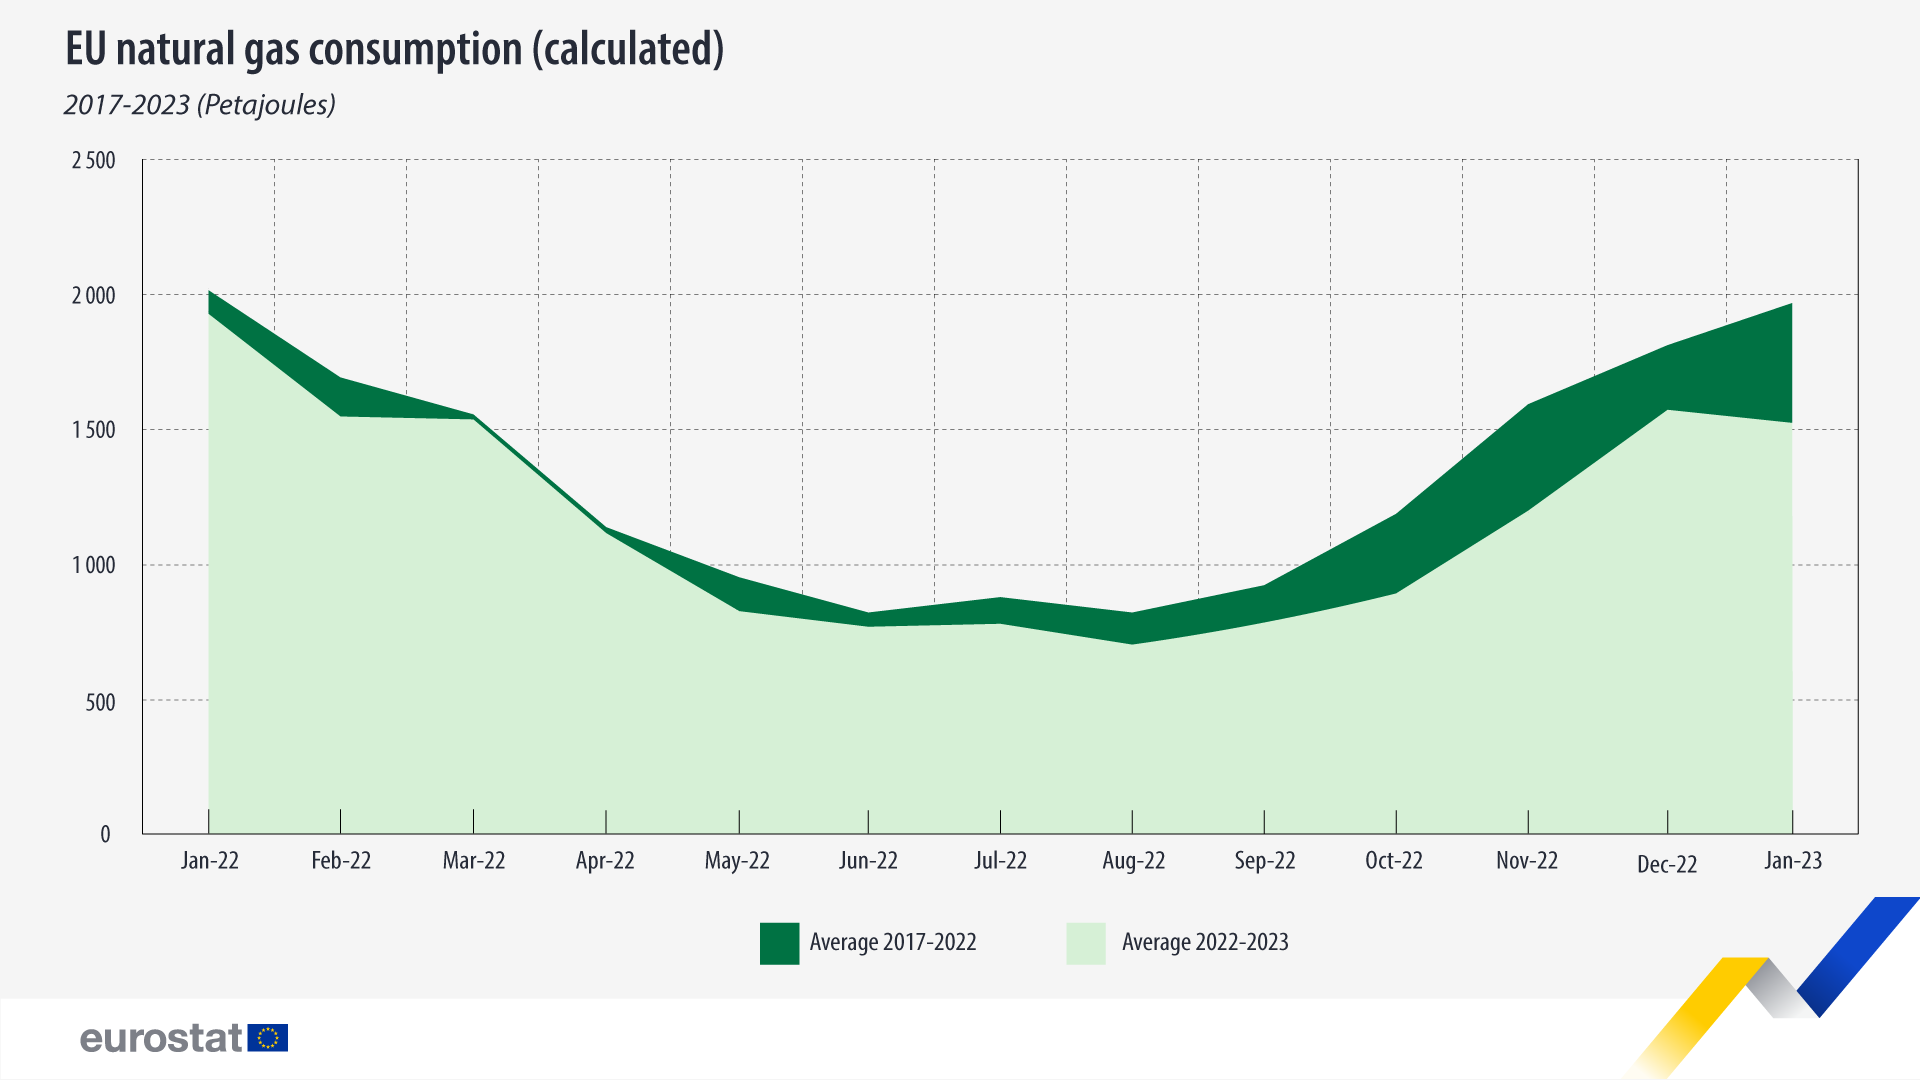 EU natural gas consumption (calculated)
2017-2023 (Petajoules)
2 500
2 000
1 500
1 000
500
0
Jan-22 Feb-22 Mar-22 Apr-22 May-22 Jun-22 Jul-22 Aug-22 Sep-22 Oct-22 Nov-22 Dec-22 Jan-23
Average 2017-2022 Average 2022-2023
eurostat